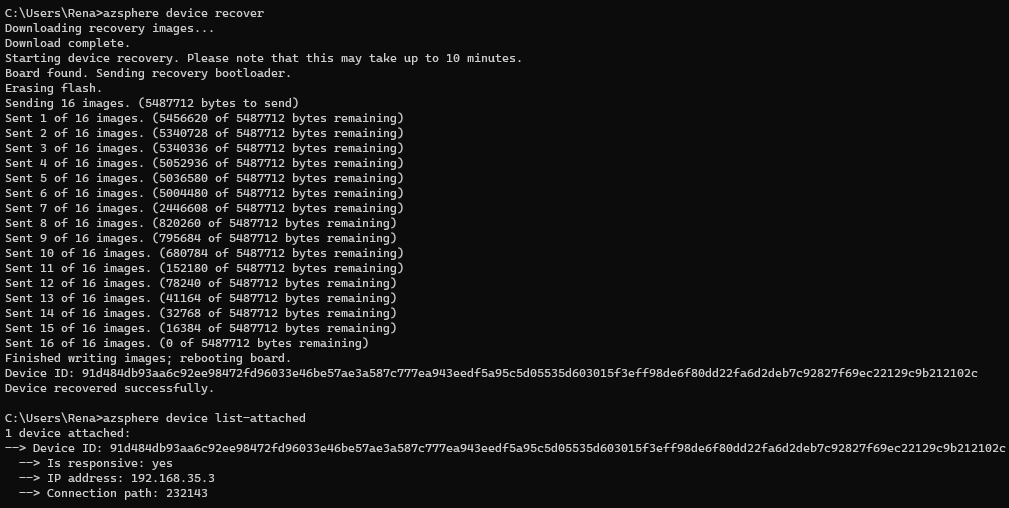 C:\Users\Rena>azsphere device recover
Downloading recovery images...
Download complete.
Starting device recovery. Please note that this may take up to 10 minutes.
Board found. Sending recovery bootloader.
Erasing flash.
Sending 16 images. (5487712 bytes to send)
Sent 1 of 16 images. (5456620 of 5487712 bytes remaining)
Sent 2 of 16 images. (5340728 of 5487712 bytes remaining)
Sent 3 of 16 images. (5340336 of 5487712 bytes remaining)
Sent 4 of 16 images. (5052936 of 5487712 bytes remaining)
Sent 5 of 16 images. (5036580 of 5487712 bytes remaining)
Sent 6 of 16 images. (5004480 of 5487712 bytes remaining)
Sent 7 of 16 images. (2446608 of 5487712 bytes remaining)
Sent 8 of 16 images. (820260 of 5487712 bytes remaining)
Sent 9 of 16 images. (795684 of 5487712 bytes remaining)
Sent 10 of 16 images. (680784 of 5487712 bytes remaining)
Sent 11 of 16 images. (152180 of 5487712 bytes remaining)
Sent 12 of 16 images. (78240 of 5487712 bytes remaining)
Sent 13 of 16 images. (41164 of 5487712 bytes remaining)
Sent 14 of 16 images. (32768 of 5487712 bytes remaining)
Sent 15 of 16 images. (16384 of 5487712 bytes remaining)
Sent 16 of 16 images. (0 of 5487712 bytes remaining)
Finished writing images; rebooting board.
Device ID: 91d484db93aa6c92ee98472fd96033e46be57ae3a587c777ea943eedf5a95c5d05535d603015f3eff98de6f80dd22fa6d2deb7c92827f69ec22129c9b212102c
Device recovered successfully.
C:\Users\Rena>azsphere device list-attached
1 device attached:
--> Device ID: 91d484db93aa6c92ee98472fd96033e46be57ae3a587c777ea943eedf5a95c5d05535d603015f3eff98de6f80dd22fa6d2deb7c92827f69ec22129c9b212102c
--> Is responsive: yes
--> IP address: 192.168.35.3
--> Connection path: 232143